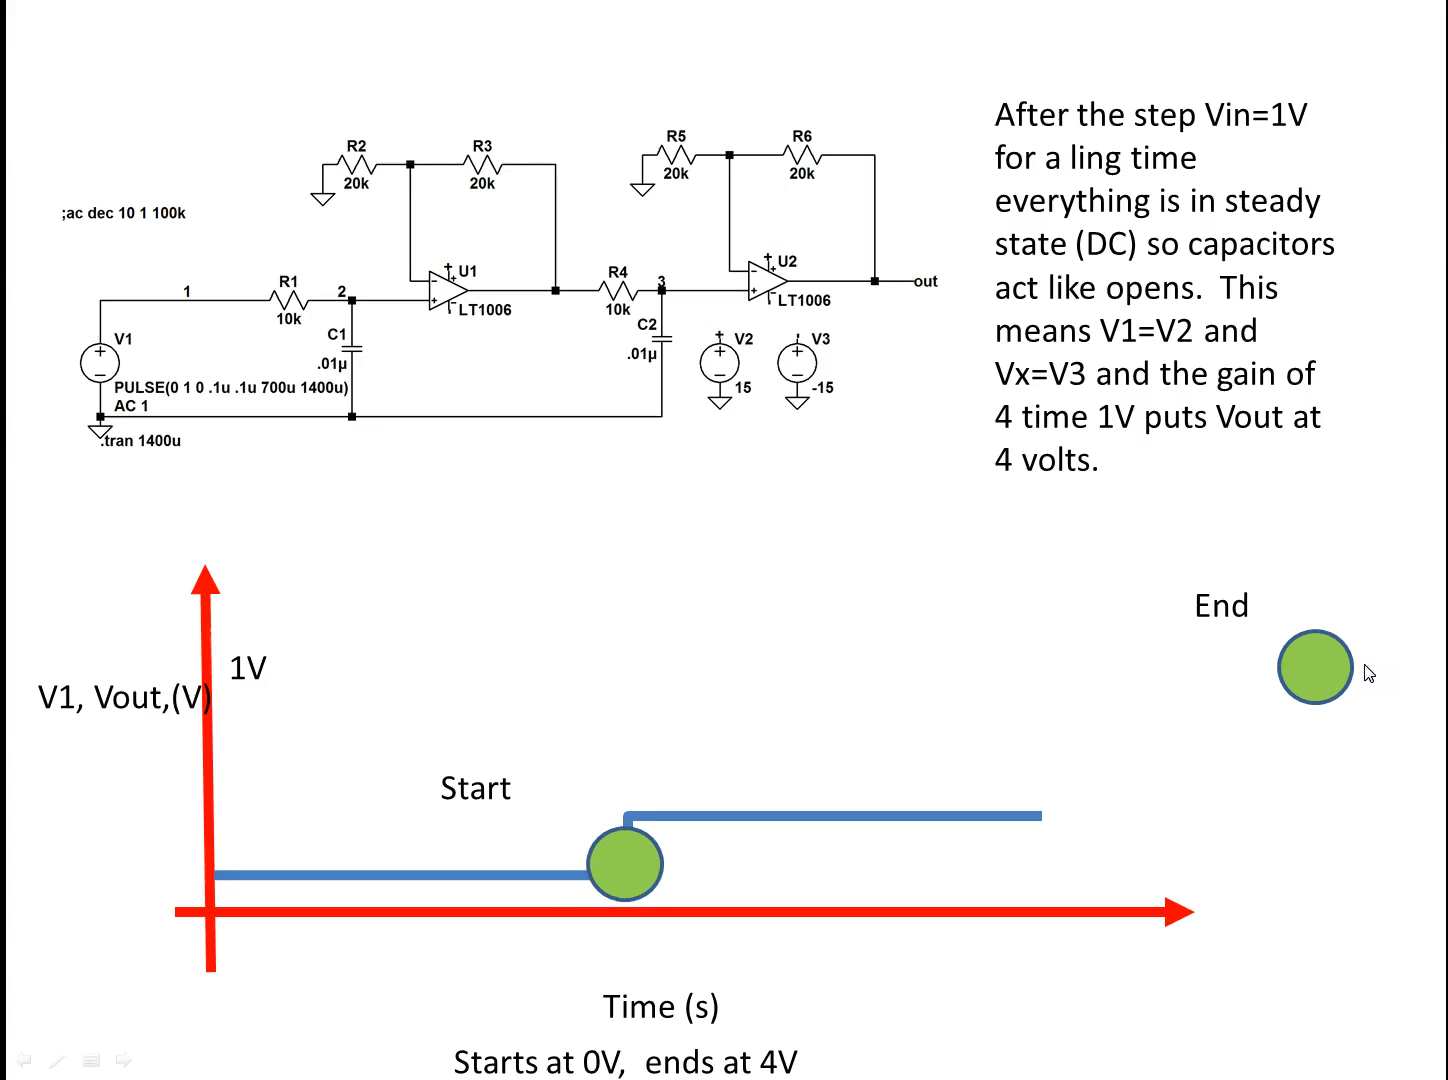 After the step Vin=1V
for a ling time
everything is in steady
state (DC) so capacitors
act like opens.  This
means V1=V2 and
Vx=V3 and the gain of
4 time 1V puts Vout at
4 volts.
R2
20k
R3
20k
R5
20k
R6
20k
;ac dec 10 1 100k
U1
LT1006
U2
LT1006
out
1
R1
10k
2
R4
10k
3
C1
.01µ
C2
.01µ
V1
PULSE(0 1 0 .1u .1u 700u 1400u)
AC 1
V2
15
V3
-15
.tran 1400u
End
1V
V1, Vout,(V)
Start
Time (s)
Starts at 0V,  ends at 4V